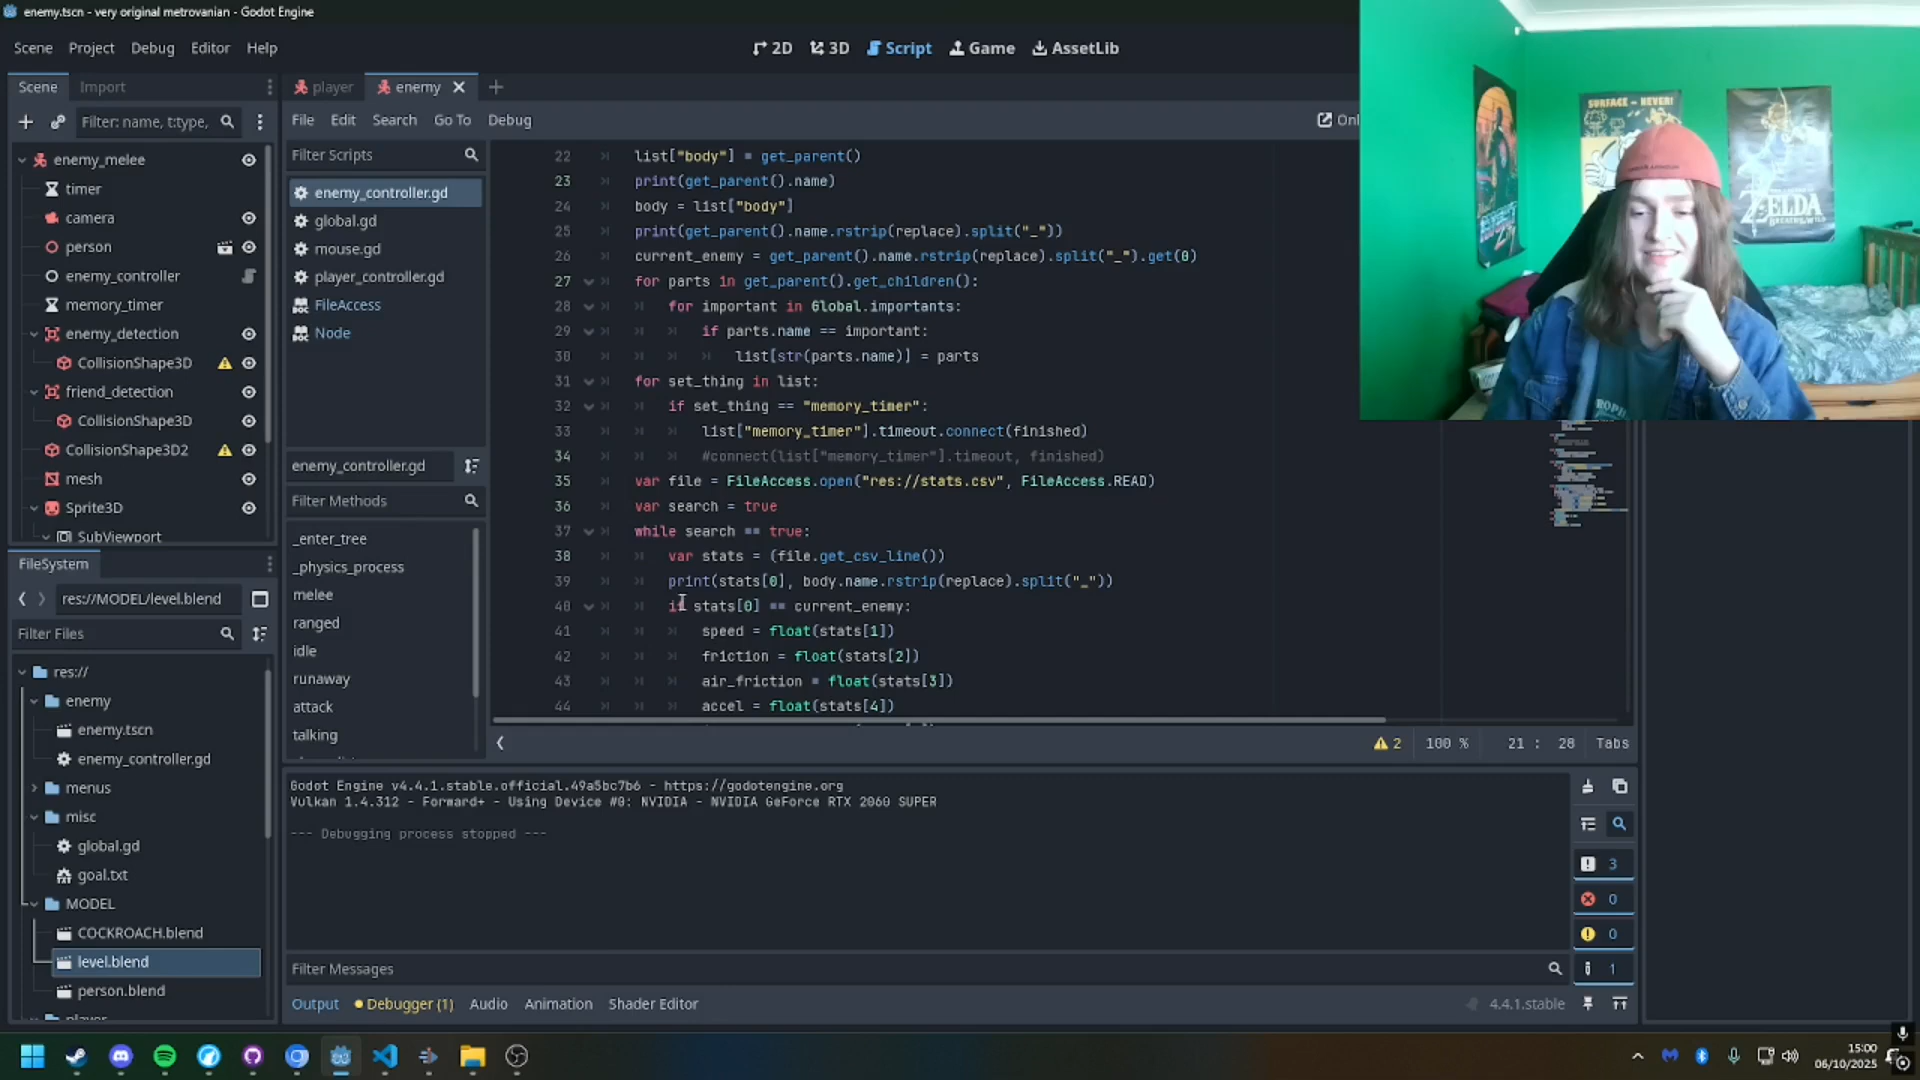 enemy.tscn - very original metrovanian - Godot Engine
Scene Project Debug Editor Help
2D 3D Script Game AssetLib
Scene Import
Filter: name, t:type,
enemy_melee
timer
camera
person
enemy_controller
memory_timer
enemy_detection
CollisionShape3D
friend_detection
CollisionShape3D
CollisionShape3D2
mesh
Sprite3D
SubViewport
FileSystem
res://MODEL/level.blend
Filter Files
res://
enemy
enemy.tscn
enemy_controller.gd
menus
misc
global.gd
goal.txt
MODEL
COCKROACH.blend
level.blend
person.blend
player
player enemy
File Edit Search Go To Debug
Onl
Filter Scripts
enemy_controller.gd
global.gd
mouse.gd
player_controller.gd
FileAccess
Node
enemy_controller.gd
Filter Methods
_enter_tree
_physics_process
melee
ranged
idle
runaway
attack
talking
22 list["body"] = get_parent()
23 print(get_parent().name)
24 body = list["body"]
25 print(get_parent().name.rstrip(replace).split("_"))
26 current_enemy = get_parent().name.rstrip(replace).split("_").get(0)
27 for parts in get_parent().get_children():
28 for important in Global.importants:
29 if parts.name == important:
30 list[str(parts.name)] = parts
31 for set_thing in list:
32 if set_thing == "memory_timer":
33 list["memory_timer"].timeout.connect(finished)
34 #connect(list["memory_timer"].timeout, finished)
35 var file = FileAccess.open("res://stats.csv", FileAccess.READ)
36 var search = true
37 while search == true:
38 var stats = (file.get_csv_line())
39 print(stats[0], body.name.rstrip(replace).split("_"))
40 if stats[0] == current_enemy:
41 speed = float(stats[1])
42 friction = float(stats[2])
43 air_friction = float(stats[3])
44 accel = float(stats[4])
2 100 % 21 : 28 Tabs
Godot Engine v4.4.1.stable.official.49a5bc7b6 - https://godotengine.org
Vulkan 1.4.312 - Forward+ - Using Device #0: NVIDIA - NVIDIA GeForce RTX 2060 SUPER
--- Debugging process stopped ---
3
0
0
1
Filter Messages
Output Debugger (1) Audio Animation Shader Editor
4.4.1.stable
SURFACE - NEVER!
ZELDA
15:00
06/10/2025